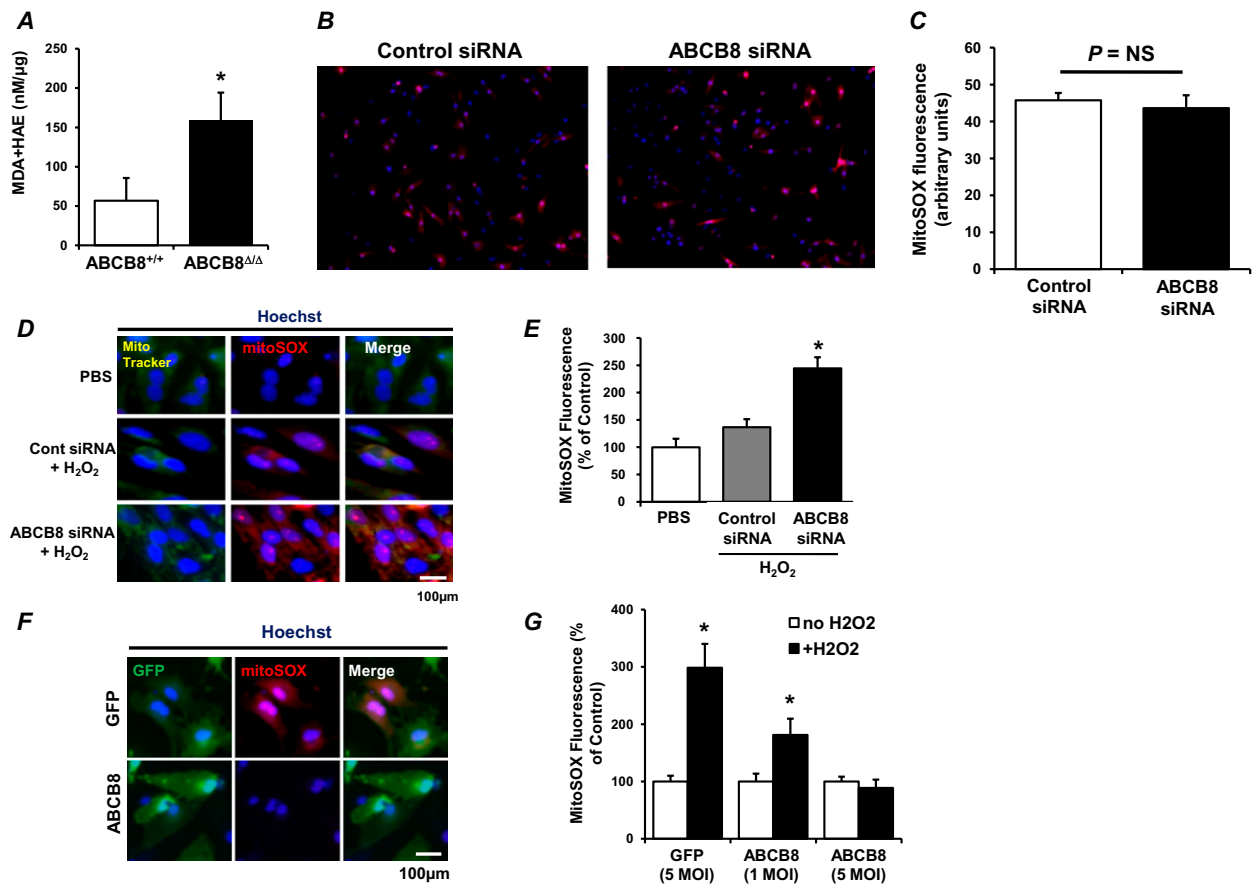 A
MDA+HAE (nM/µg)
250
200
150
100
50
0
*
ABCB8+/+
ABCB8Δ/Δ
B
Control siRNA
ABCB8 siRNA
C
MitoSOX fluorescence
(arbitrary units)
60
50
40
30
20
10
0
P = NS
Control
siRNA
ABCB8
siRNA
D
Hoechst
Mito
Tracker
mitoSOX
Merge
PBS
Cont siRNA
+ H2O2
ABCB8 siRNA
+ H2O2
100µm
E
MitoSOX Fluorescence
(% of Control)
300
250
200
150
100
50
0
*
PBS
Control
siRNA
ABCB8
siRNA
H2O2
F
Hoechst
GFP
mitoSOX
Merge
GFP
ABCB8
100µm
G
MitoSOX Fluorescence (%
of Control)
400
300
200
100
0
*
*
no H2O2
+H2O2
GFP
(5 MOI)
ABCB8
(1 MOI)
ABCB8
(5 MOI)